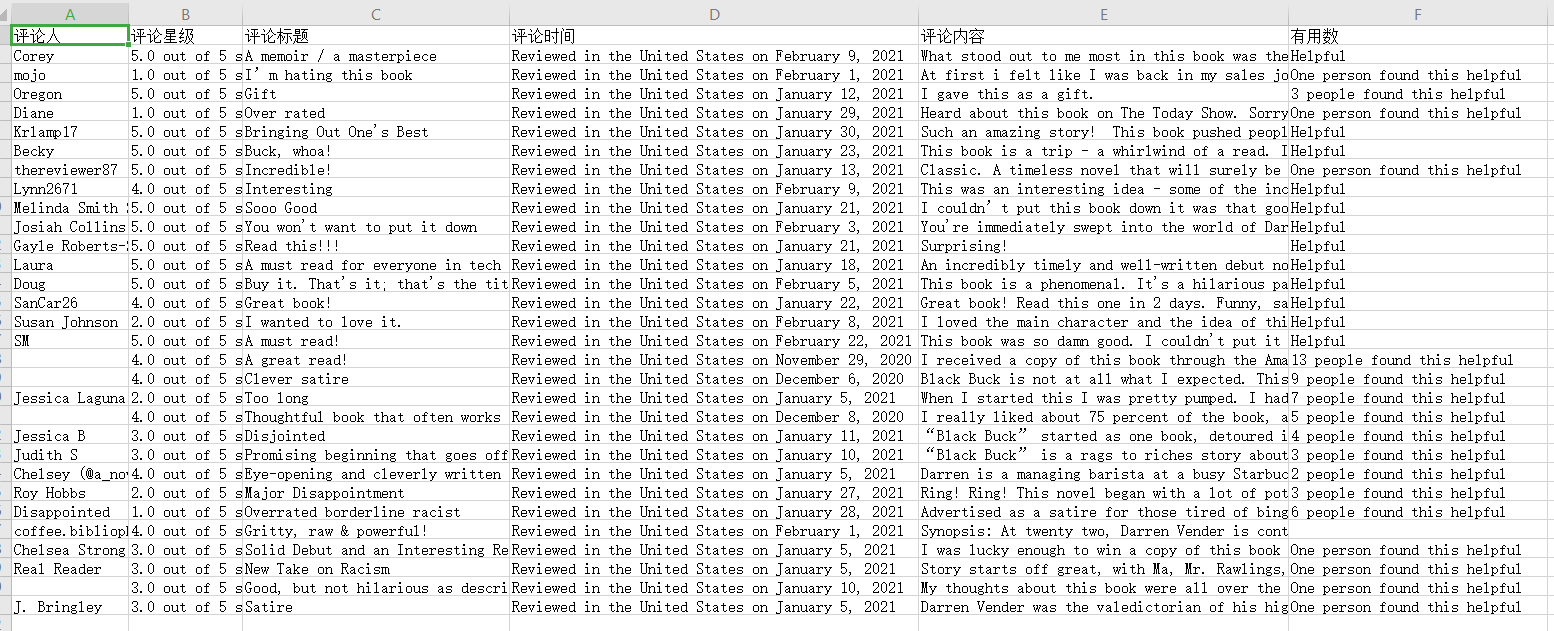 A B C D E F
评论人 评论星级 评论标题 评论时间 评论内容 有用数
Corey 5.0 out of 5 s A memoir / a masterpiece Reviewed in the United States on February 9, 2021 What stood out to me most in this book was the Helpful
mojo 1.0 out of 5 s I'm hating this book Reviewed in the United States on February 1, 2021 At first i felt like I was back in my sales jo One person found this helpful
Oregon 5.0 out of 5 s Gift Reviewed in the United States on January 12, 2021 I gave this as a gift. 3 people found this helpful
Diane 1.0 out of 5 s Over rated Reviewed in the United States on January 29, 2021 Heard about this book on The Today Show. Sorry One person found this helpful
Kr1amp17 5.0 out of 5 s Bringing Out One's Best Reviewed in the United States on January 30, 2021 Such an amazing story! This book pushed peopl Helpful
Becky 5.0 out of 5 s Buck, whoa! Reviewed in the United States on January 23, 2021 This book is a trip - a whirlwind of a read. I Helpful
thereviewer87 5.0 out of 5 s Incredible! Reviewed in the United States on January 13, 2021 Classic. A timeless novel that will surely be One person found this helpful
Lynn2671 4.0 out of 5 s Interesting Reviewed in the United States on February 9, 2021 This was an interesting idea - some of the inc Helpful
Melinda Smith 5.0 out of 5 s Sooo Good Reviewed in the United States on January 21, 2021 I couldn't put this book down it was that goo Helpful
Josiah Collins 5.0 out of 5 s You won't want to put it down Reviewed in the United States on February 3, 2021 You're immediately swept into the world of Dar Helpful
Gayle Roberts- 5.0 out of 5 s Read this!!! Reviewed in the United States on January 21, 2021 Surprising! Helpful
Laura 5.0 out of 5 s A must read for everyone in tech Reviewed in the United States on January 18, 2021 An incredibly timely and well-written debut no Helpful
Doug 5.0 out of 5 s Buy it. That's it; that's the tit Reviewed in the United States on February 5, 2021 This book is a phenomenal. It's a hilarious pa Helpful
SanCar26 4.0 out of 5 s Great book! Reviewed in the United States on January 22, 2021 Great book! Read this one in 2 days. Funny, sa Helpful
Susan Johnson 2.0 out of 5 s I wanted to love it. Reviewed in the United States on February 8, 2021 I loved the main character and the idea of thi Helpful
SM 5.0 out of 5 s A must read! Reviewed in the United States on February 22, 2021 This book was so damn good. I couldn't put it Helpful
4.0 out of 5 s A great read! Reviewed in the United States on November 29, 2020 I received a copy of this book through the Ama 13 people found this helpful
4.0 out of 5 s Clever satire Reviewed in the United States on December 6, 2020 Black Buck is not at all what I expected. This 9 people found this helpful
Jessica Laguna 2.0 out of 5 s Too long Reviewed in the United States on January 5, 2021 When I started this I was pretty pumped. I had 7 people found this helpful
4.0 out of 5 s Thoughtful book that often works Reviewed in the United States on December 8, 2020 I really liked about 75 percent of the book, a 5 people found this helpful
Jessica B 3.0 out of 5 s Disjointed Reviewed in the United States on January 11, 2021 “Black Buck” started as one book, detoured i 4 people found this helpful
Judith S 3.0 out of 5 s Promising beginning that goes off Reviewed in the United States on January 10, 2021 “Black Buck” is a rags to riches story about 3 people found this helpful
Chelsey (@a_no 4.0 out of 5 s Eye-opening and cleverly written Reviewed in the United States on January 5, 2021 Darren is a managing barista at a busy Starbuc 2 people found this helpful
Roy Hobbs 2.0 out of 5 s Major Disappointment Reviewed in the United States on January 27, 2021 Ring! Ring! This novel began with a lot of pot 3 people found this helpful
Disappointed 1.0 out of 5 s Overrated borderline racist Reviewed in the United States on January 28, 2021 Advertised as a satire for those tired of bing 6 people found this helpful
coffee.bibliop 4.0 out of 5 s Gritty, raw & powerful! Reviewed in the United States on February 1, 2021 Synopsis: At twenty two, Darren Vender is cont
Chelsea Strong 3.0 out of 5 s Solid Debut and an Interesting Re Reviewed in the United States on January 5, 2021 I was lucky enough to win a copy of this book One person found this helpful
Real Reader 3.0 out of 5 s New Take on Racism Reviewed in the United States on January 5, 2021 Story starts off great, with Ma, Mr. Rawlings, One person found this helpful
3.0 out of 5 s Good, but not hilarious as descri Reviewed in the United States on January 10, 2021 My thoughts about this book were all over the One person found this helpful
J. Bringley 3.0 out of 5 s Satire Reviewed in the United States on January 5, 2021 Darren Vender was the valedictorian of his hig One person found this helpful